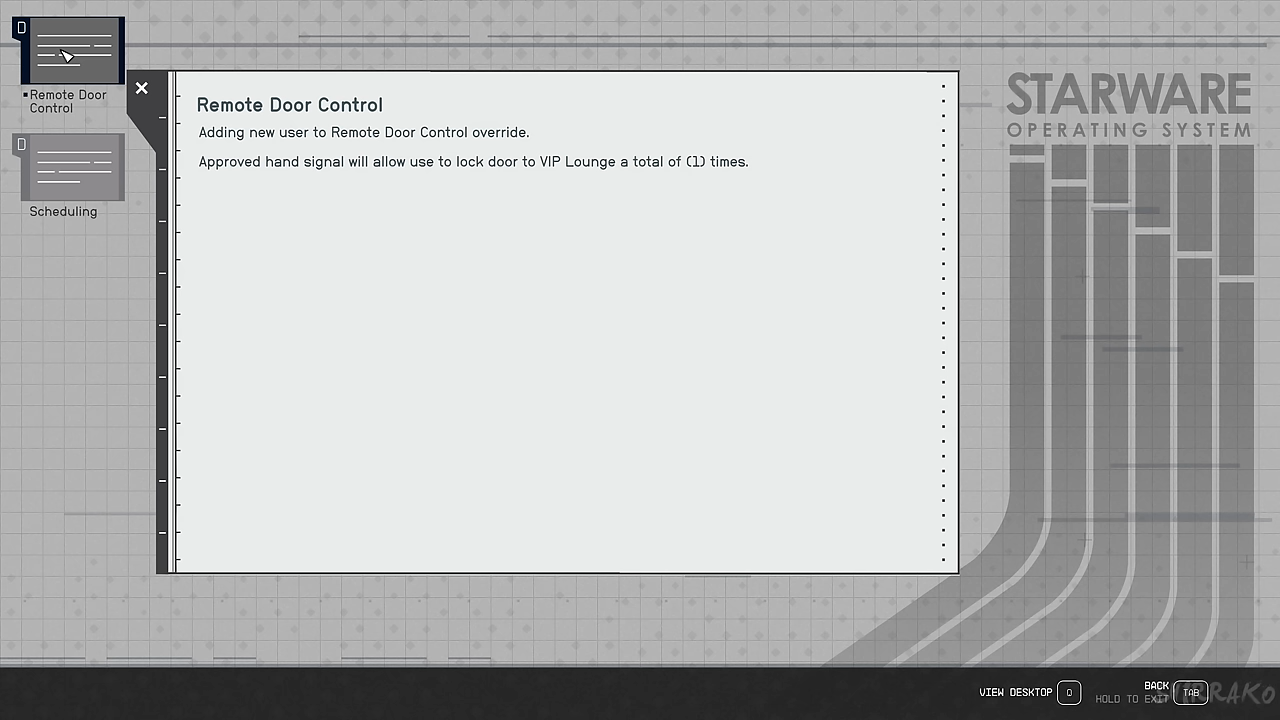 D
Remote Door
Control
D
Scheduling
Remote Door Control
Adding new user to Remote Door Control override.
Approved hand signal will allow use to lock door to VIP Lounge a total of (1) times.
STARWARE
OPERATING SYSTEM
VIEW DESKTOP Q
BACK
HOLD TO EXIT TAB